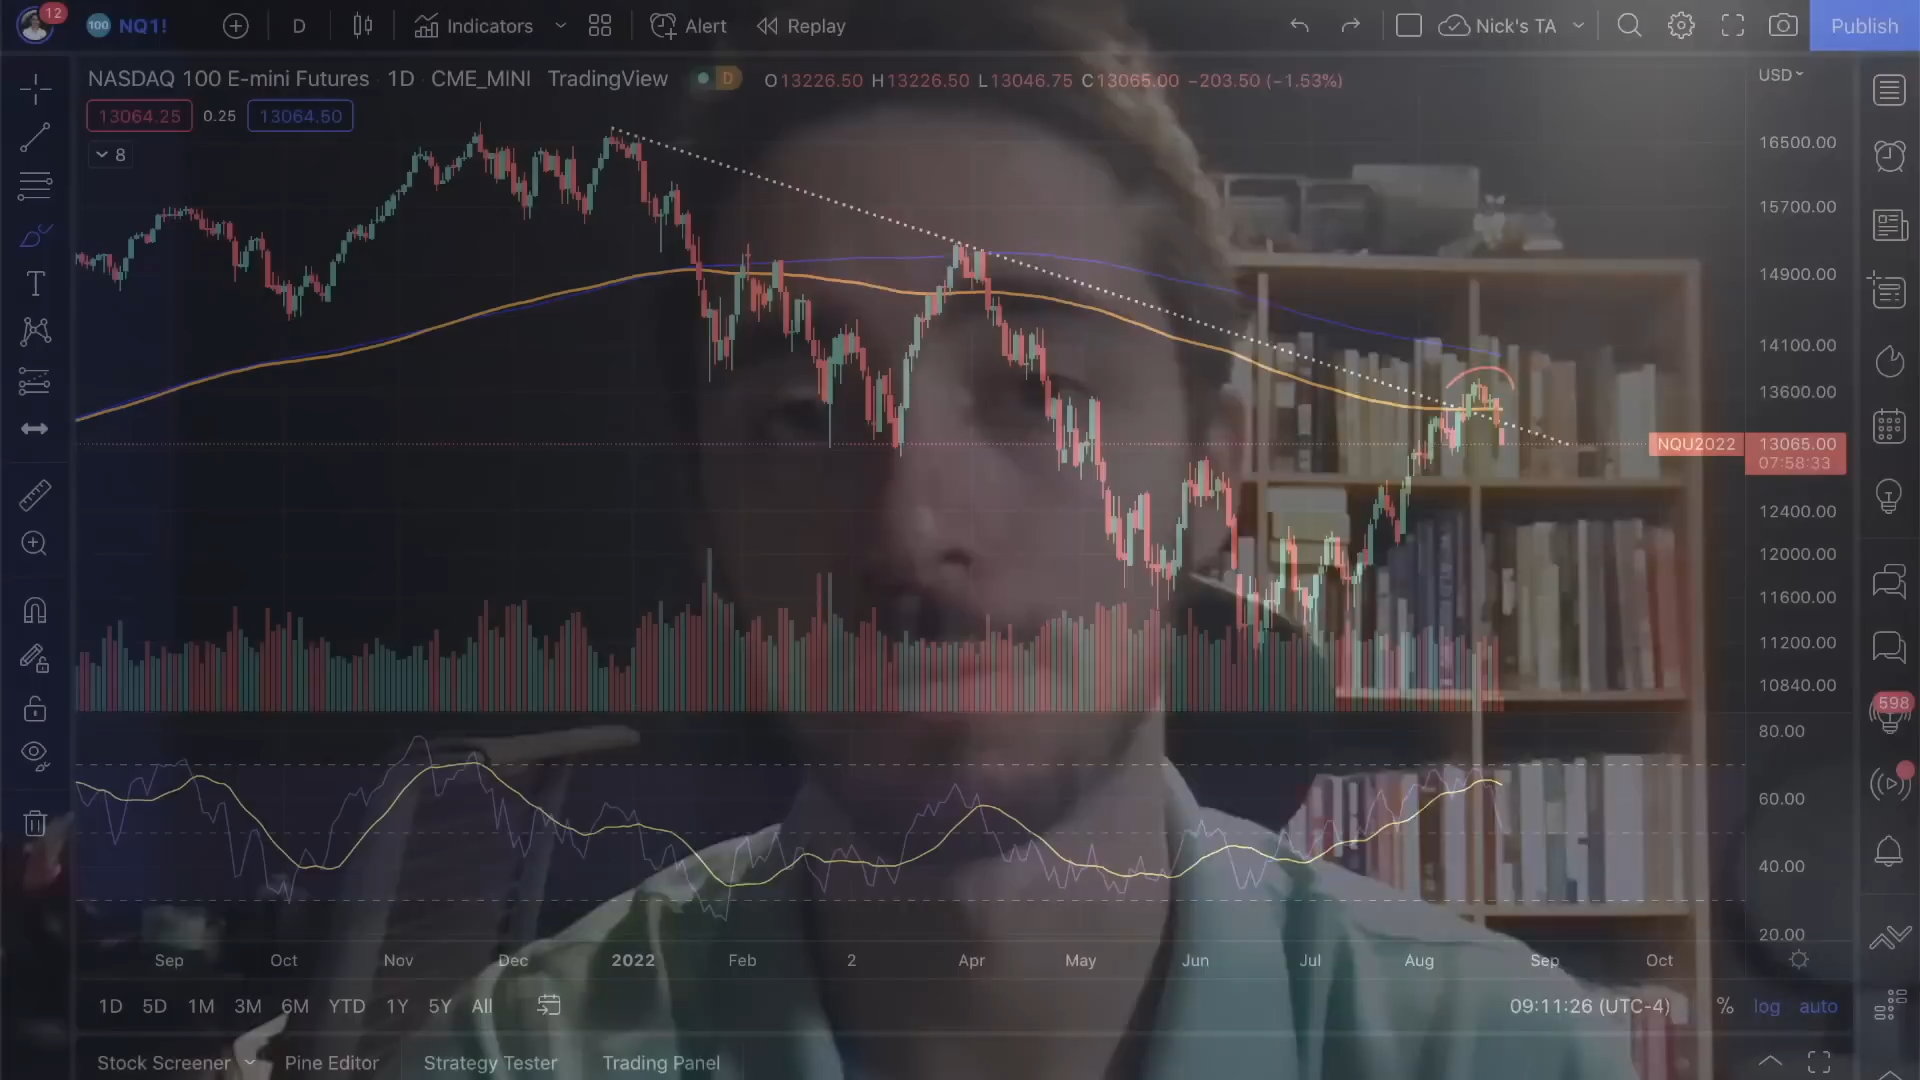 12
100 NQ1! D Indicators Alert Replay Nick's TA Publish
NASDAQ 100 E-mini Futures 1D CME_MINI TradingView D O13226.50 H13226.50 L13046.75 C13065.00 −203.50 (−1.53%)
USD
13064.25 0.25 13064.50
8
16500.00
15700.00
14900.00
14100.00
13600.00
NQU2022 13065.00
07:58:33
12400.00
12000.00
11600.00
11200.00
10840.00
598
80.00
60.00
40.00
20.00
Sep Oct Nov Dec 2022 Feb 2 Apr May Jun Jul Aug Sep Oct
1D 5D 1M 3M 6M YTD 1Y 5Y All 09:11:26 (UTC-4) % log auto
Stock Screener Pine Editor Strategy Tester Trading Panel